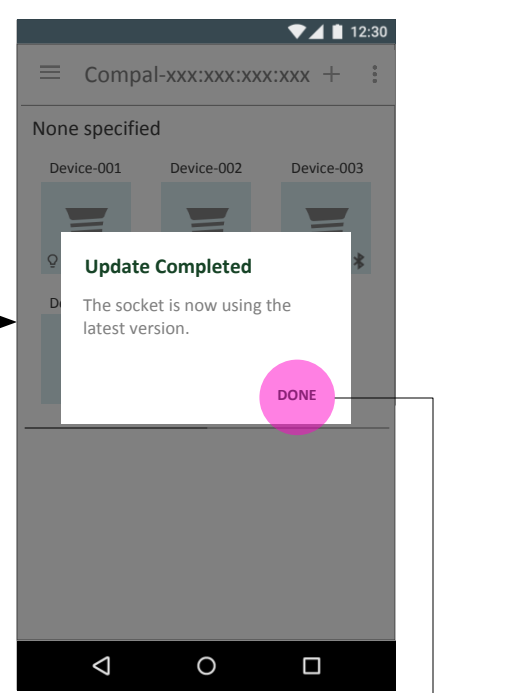 12:30
Compal-xxx:xxx:xxx:xxx
None specified
Device-001 Device-002 Device-003
Update Completed
The socket is now using the
latest version.
DONE